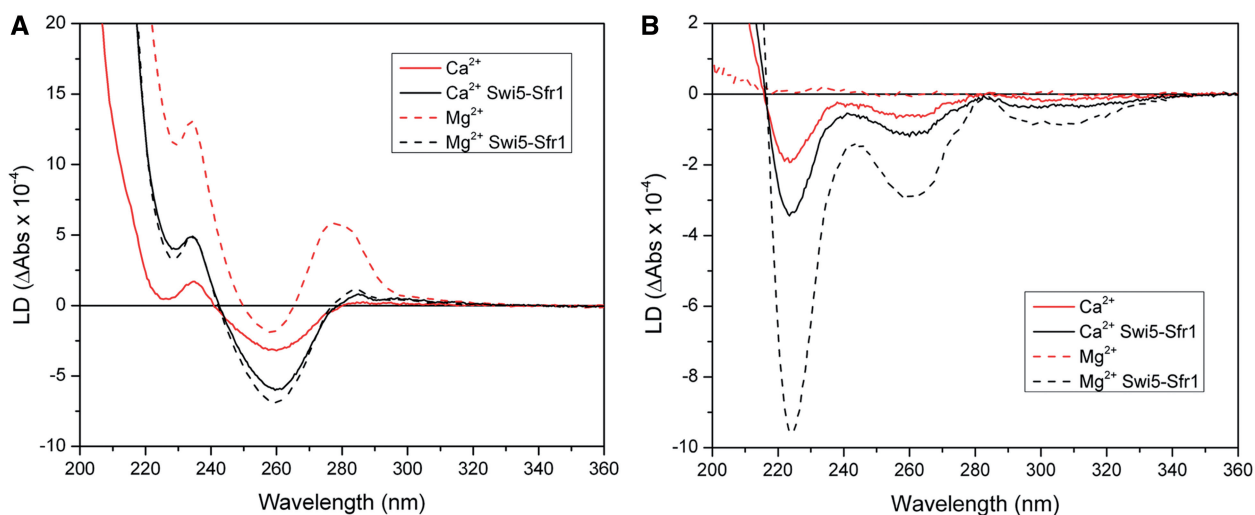 A
LD (ΔAbs x 10⁻⁴)
20
15
10
5
0
-5
-10
Ca²⁺
Ca²⁺ Swi5-Sfr1
Mg²⁺
Mg²⁺ Swi5-Sfr1
200 220 240 260 280 300 320 340 360
Wavelength (nm)
B
LD (ΔAbs x 10⁻⁴)
2
0
-2
-4
-6
-8
-10
Ca²⁺
Ca²⁺ Swi5-Sfr1
Mg²⁺
Mg²⁺ Swi5-Sfr1
200 220 240 260 280 300 320 340 360
Wavelength (nm)